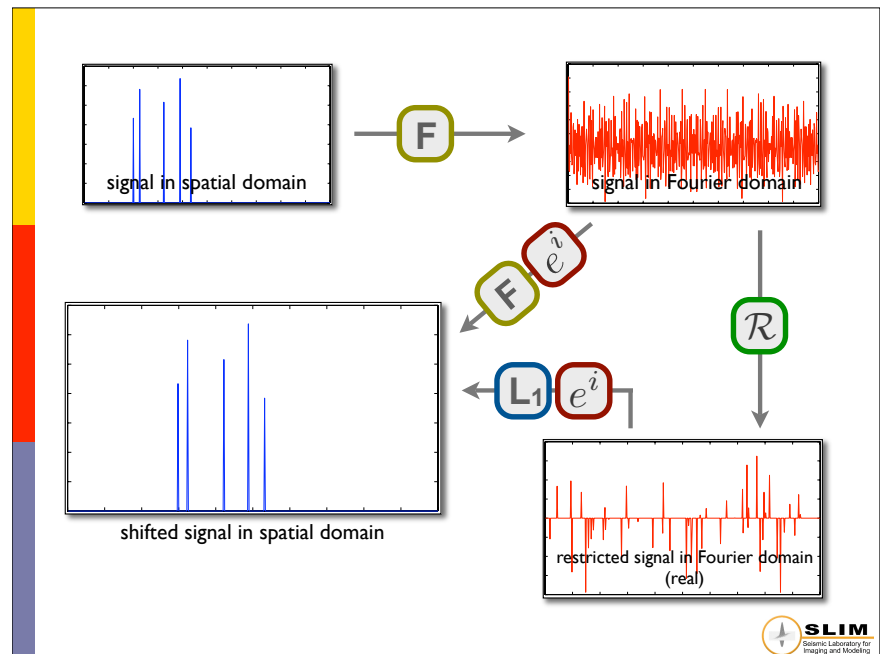 signal in spatial domain
F
signal in Fourier domain
e^i
F
R
L1
e^i
shifted signal in spatial domain
restricted signal in Fourier domain
(real)
SLIM
Seismic Laboratory for
Imaging and Modeling